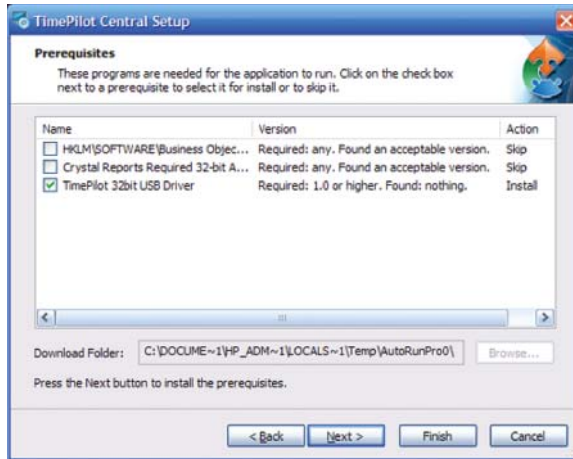 TimePilot Central Setup
Prerequisites
These programs are needed for the application to run. Click on the check box
next to a prerequisite to select it for install or to skip it.
Name Version Action
HKLM\SOFTWARE\Business Objec... Required: any. Found an acceptable version. Skip
Crystal Reports Required 32-bit A... Required: any. Found an acceptable version. Skip
TimePilot 32bit USB Driver Required: 1.0 or higher. Found: nothing. Install
Download Folder: C:\DOCUME~1\HP_ADM~1\LOCALS~1\Temp\AutoRunPro0\ Browse...
Press the Next button to install the prerequisites.
< Back Next > Finish Cancel